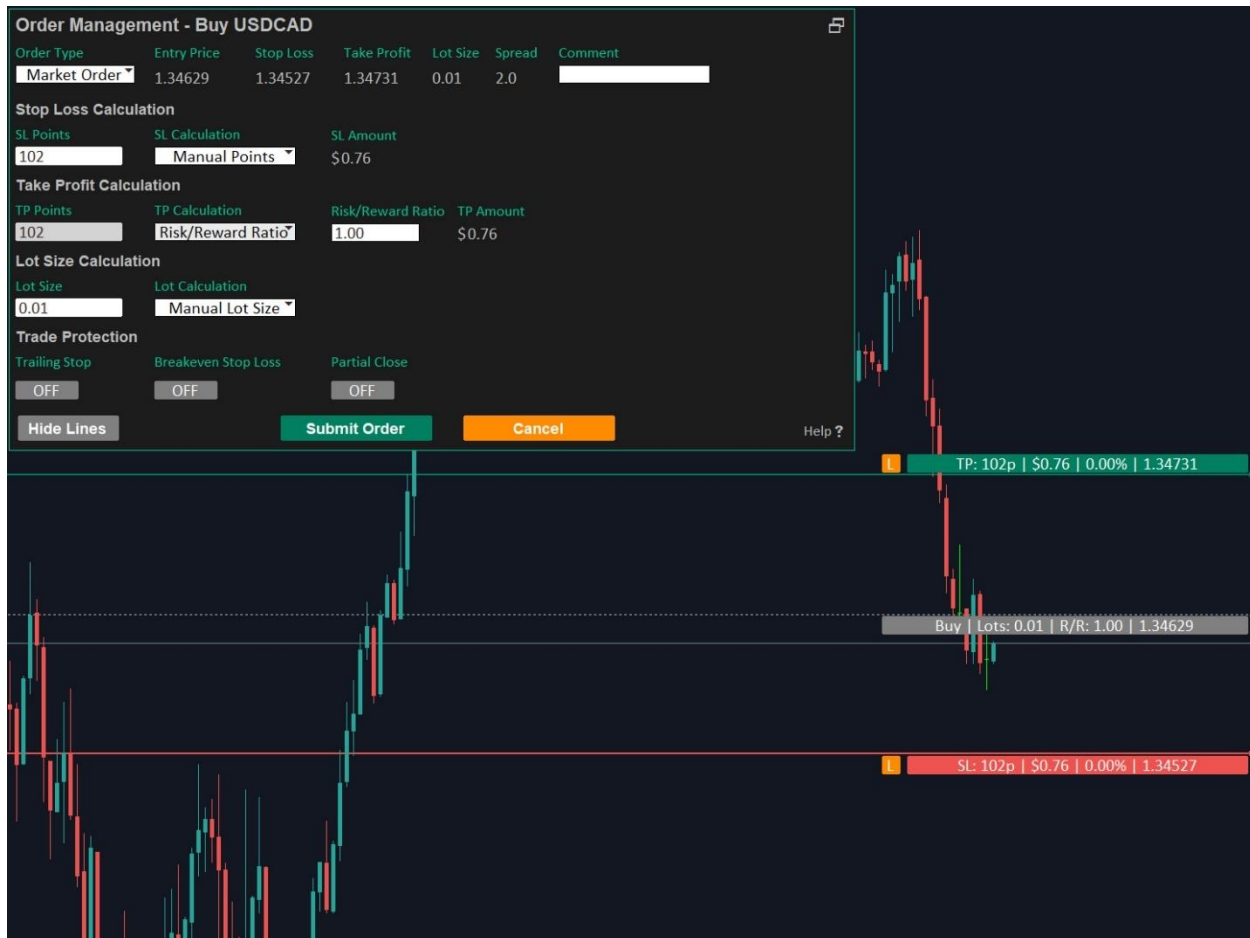 Order Management - Buy USDCAD
Order Type Entry Price Stop Loss Take Profit Lot Size Spread Comment
Market Order 1.34629 1.34527 1.34731 0.01 2.0
Stop Loss Calculation
SL Points SL Calculation SL Amount
102 Manual Points $0.76
Take Profit Calculation
TP Points TP Calculation Risk/Reward Ratio TP Amount
102 Risk/Reward Ratio 1.00 $0.76
Lot Size Calculation
Lot Size Lot Calculation
0.01 Manual Lot Size
Trade Protection
Trailing Stop Breakeven Stop Loss Partial Close
OFF OFF OFF
Hide Lines Submit Order Cancel Help ?
L TP: 102p | $0.76 | 0.00% | 1.34731
Buy | Lots: 0.01 | R/R: 1.00 | 1.34629
L SL: 102p | $0.76 | 0.00% | 1.34527